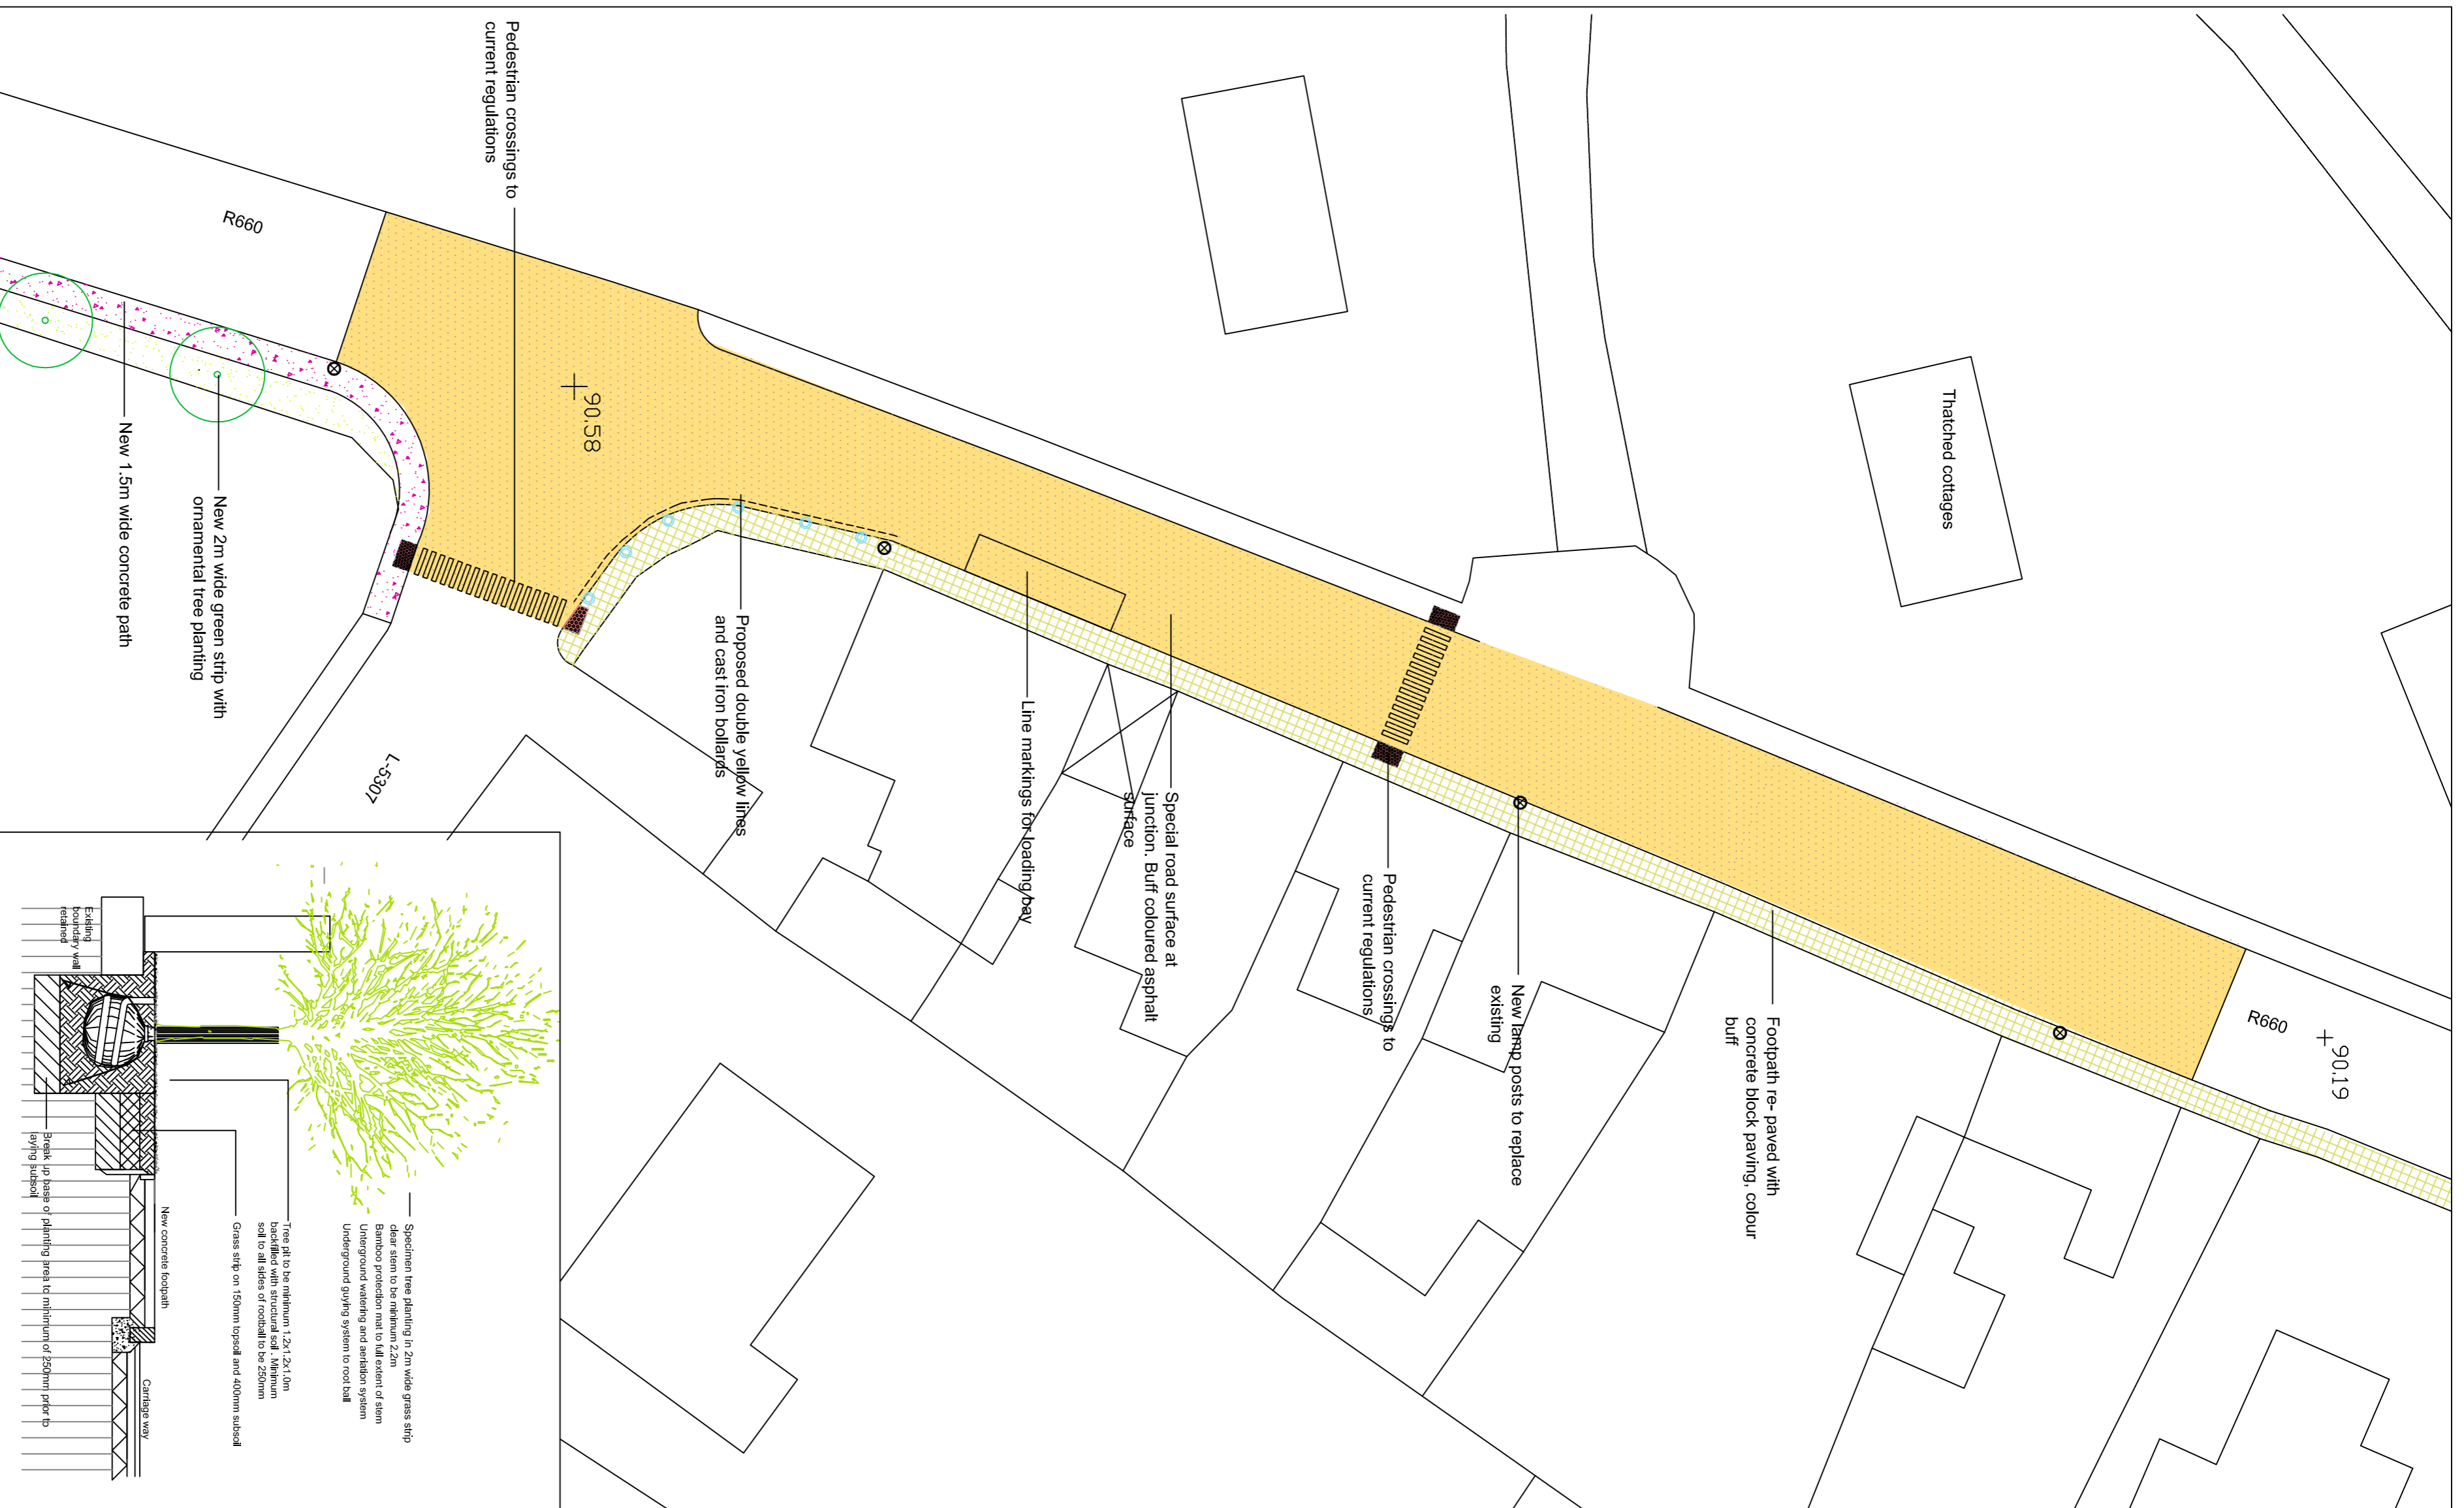 Pedestrian crossings to
current regulations
R660
New 1.5m wide concrete path
New 2m wide green strip with
ornamental tree planting
90.58
L-5307
Proposed double yellow lines
and cast iron bollards
Line markings for loading bay
Special road surface at
junction. Buff coloured asphalt
surface
Pedestrian crossings to
current regulations
New lamp posts to replace
existing
Footpath re- paved with
concrete block paving, colour
buff
Thatched cottages
R660
90.19
Specimen tree planting in 2m wide grass strip
clear stem to be minimum 2.2m
Bamboo protection mat to full extent of stem
Unterground watering and aeriation system
Underground guying system to root ball
Tree pit to be minimum 1.2x1.2x1.0m
backfilled with structural soil . Minimum
soil to all sides of rootball to be 250mm
Grass strip on 150mm topsoil and 400mm subsoil
New concrete footpath
Carriage way
Existing
boundary wall
retained
Break up base of planting area to minimum of 250mm prior to
laying subsoil